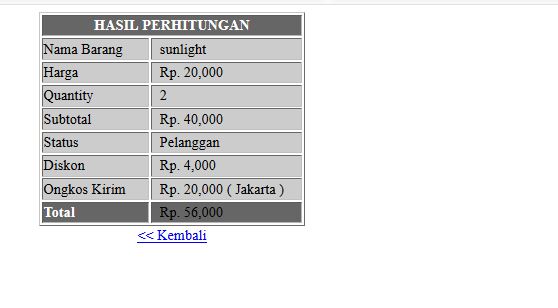 HASIL PERHITUNGAN
Nama Barang sunlight
Harga Rp. 20,000
Quantity 2
Subtotal Rp. 40,000
Status Pelanggan
Diskon Rp. 4,000
Ongkos Kirim Rp. 20,000 ( Jakarta )
Total Rp. 56,000
<< Kembali